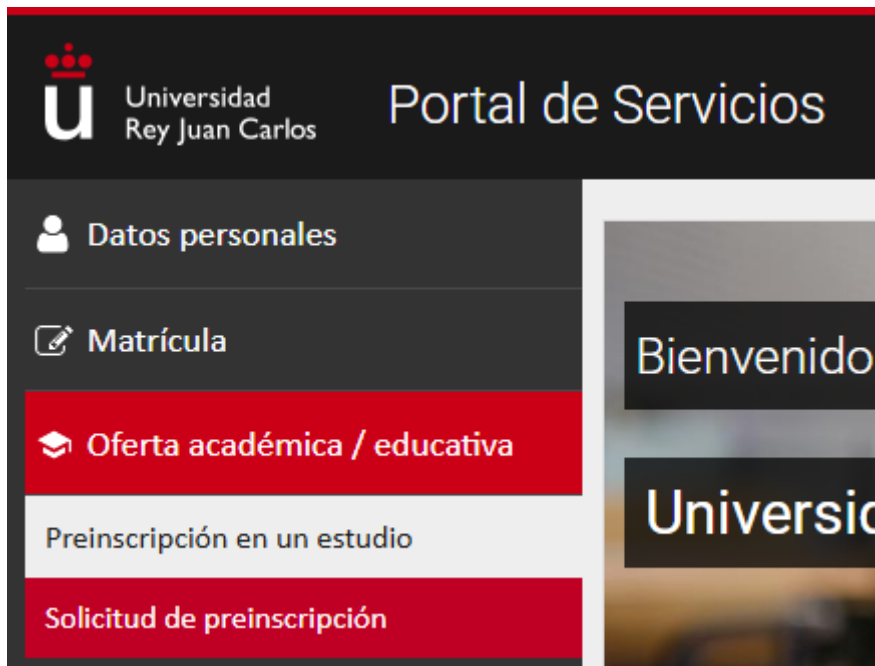 Universidad
Rey Juan Carlos
Portal de Servicios
Datos personales
Matrícula
Oferta académica / educativa
Preinscripción en un estudio
Solicitud de preinscripción
Bienvenido
Universid